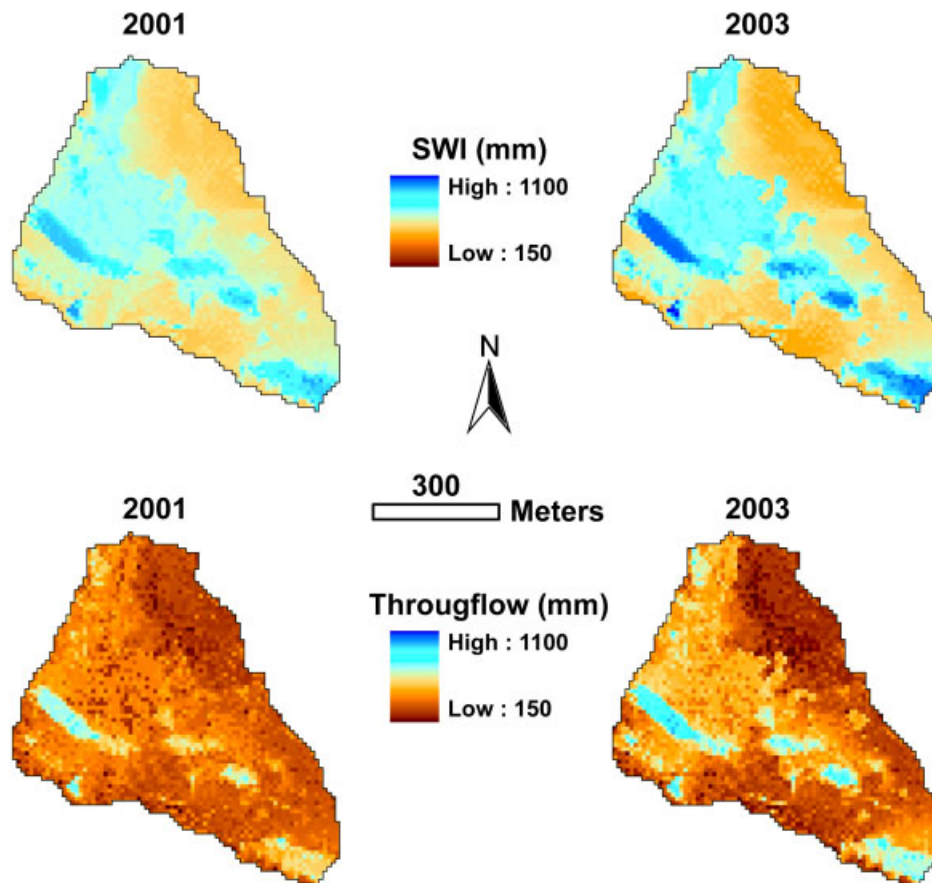 2001
2003
SWI (mm)
High : 1100
Low : 150
N
300
Meters
2001
2003
Througflow (mm)
High : 1100
Low : 150